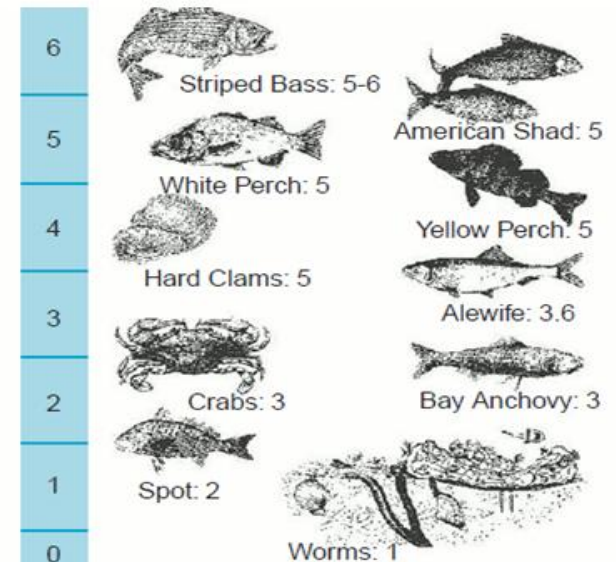 6
Striped Bass: 5-6
American Shad: 5
5
White Perch: 5
4
Yellow Perch: 5
Hard Clams: 5
3
Alewife: 3.6
2
Crabs: 3
Bay Anchovy: 3
1
Spot: 2
0
Worms: 1